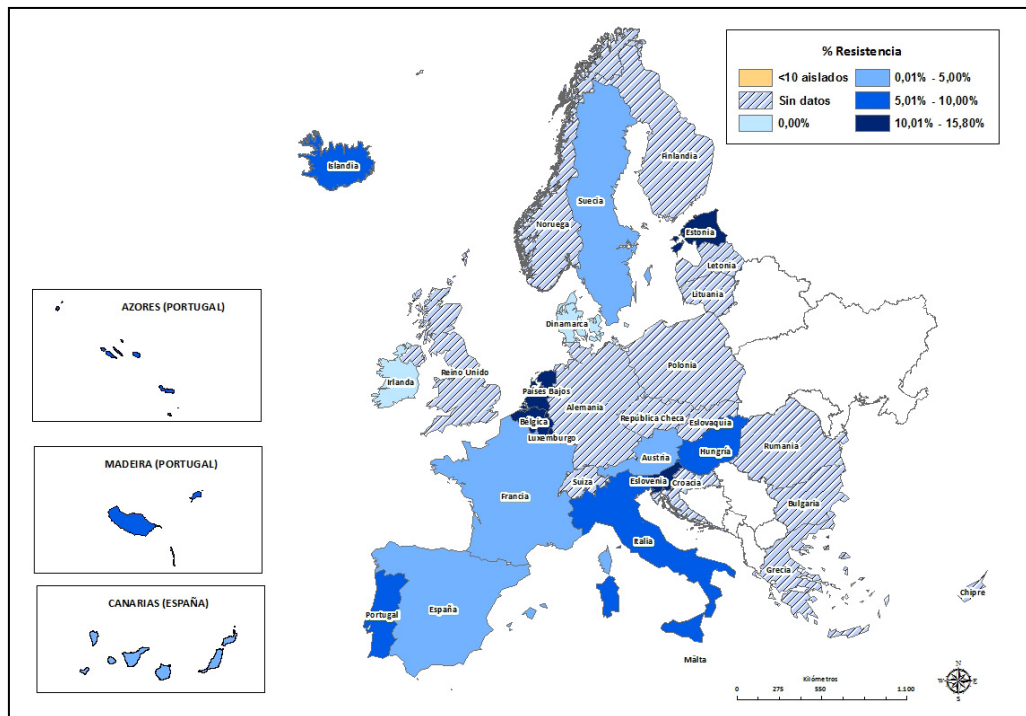 % Resistencia
<10 aislados
0,01% - 5,00%
Sin datos
5,01% - 10,00%
0,00%
10,01% - 15,80%
Islandia
Finlandia
Suecia
Noruega
Estonia
Letonia
Lituania
Dinamarca
Irlanda
Reino Unido
Países Bajos
Polonia
Alemania
Bélgica
República Checa
Luxemburgo
Eslovaquia
Austria
Hungría
Rumania
Suiza
Eslovenia
Croacia
Francia
Bulgaria
Italia
Grecia
Chipre
España
Portugal
Malta
AZORES (PORTUGAL)
MADEIRA (PORTUGAL)
CANARIAS (ESPAÑA)
Kilómetros
0 275 550 1.100
N
W E
S